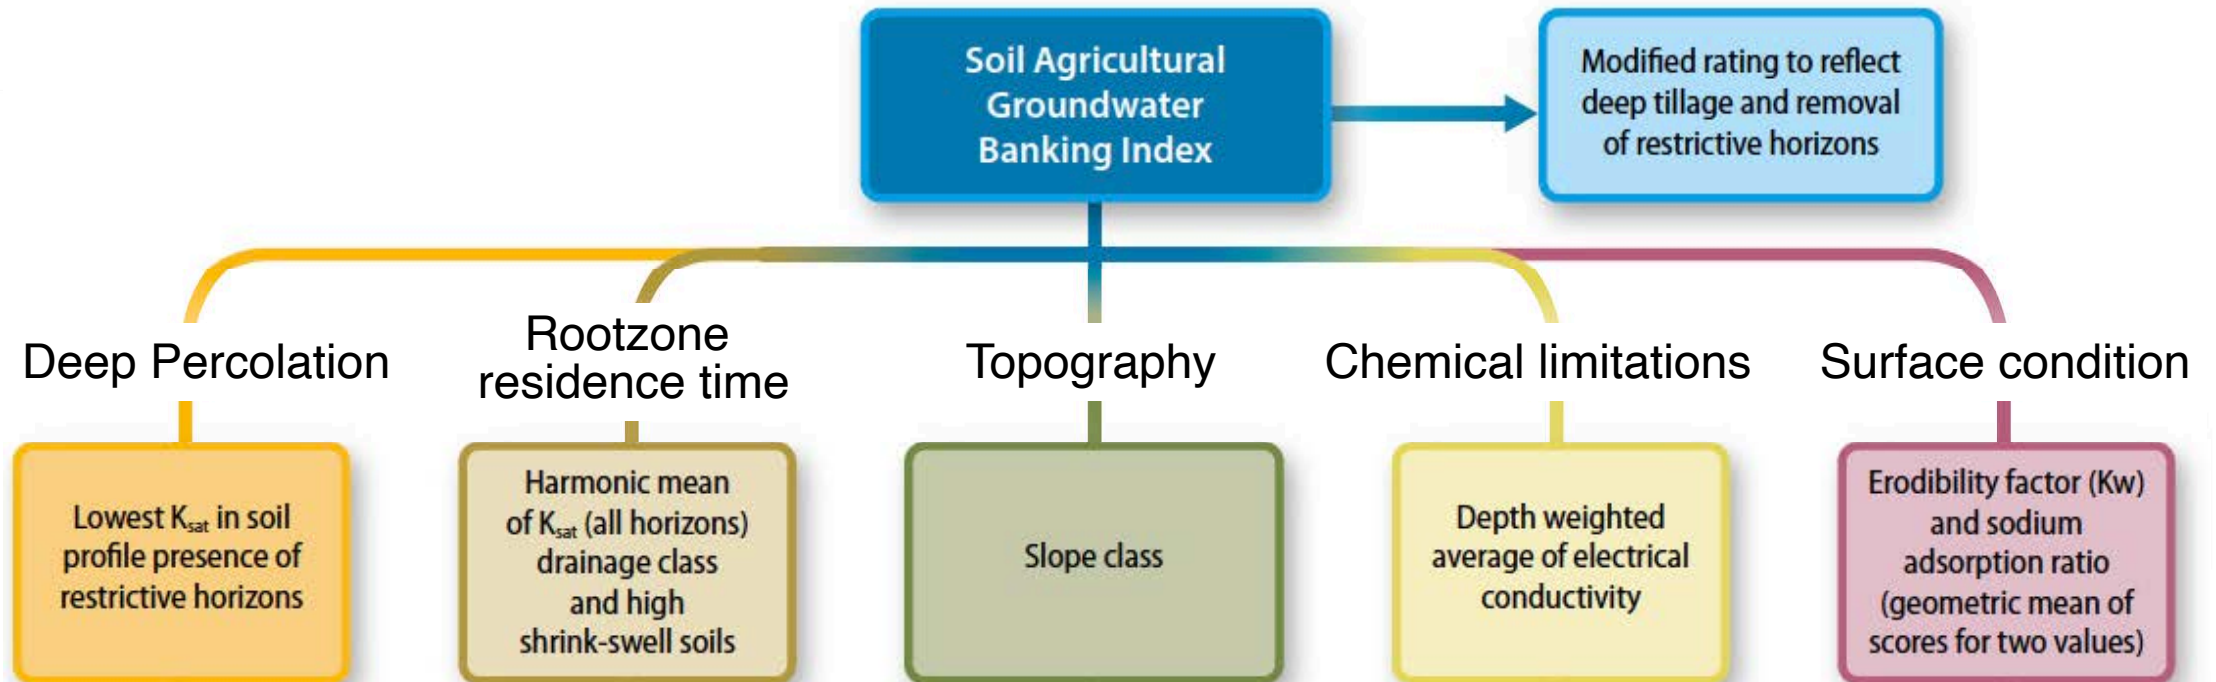 Soil Agricultural
Groundwater
Banking Index
Modified rating to reflect
deep tillage and removal
of restrictive horizons
Deep Percolation
Rootzone
residence time
Topography
Chemical limitations
Surface condition
Lowest Ksat in soil
profile presence of
restrictive horizons
Harmonic mean
of Ksat (all horizons)
drainage class
and high
shrink-swell soils
Slope class
Depth weighted
average of electrical
conductivity
Erodibility factor (Kw)
and sodium
adsorption ratio
(geometric mean of
scores for two values)